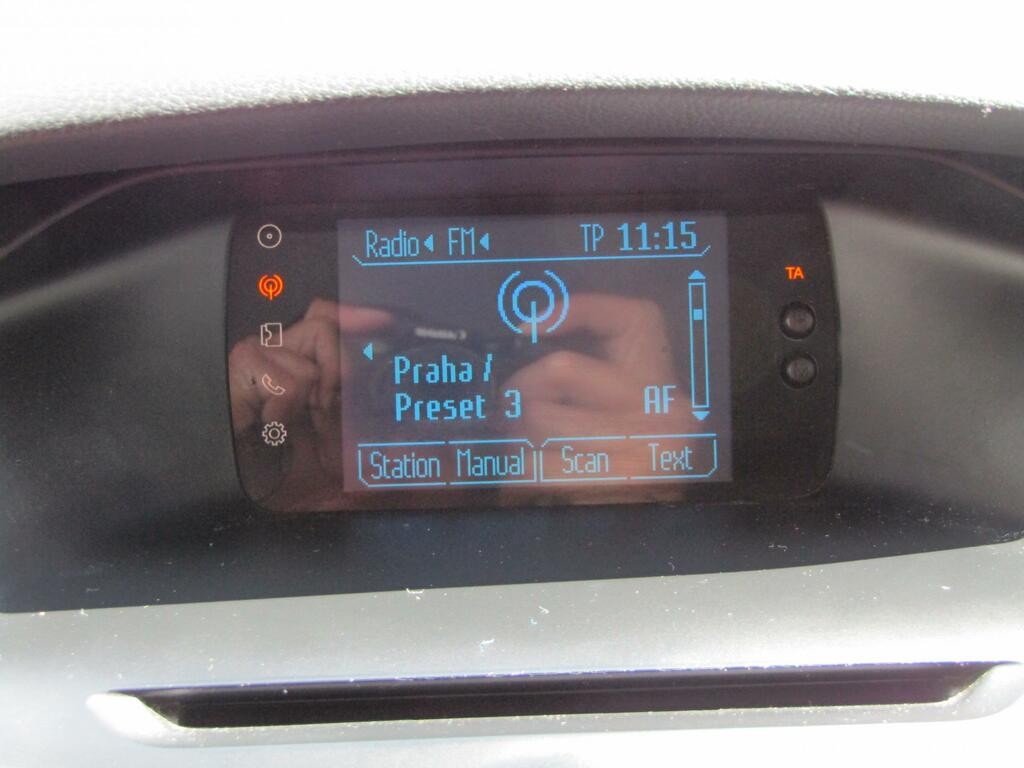 Radio FM TP 11:15
TA
Praha /
Preset 3 AF
Station Manual Scan Text